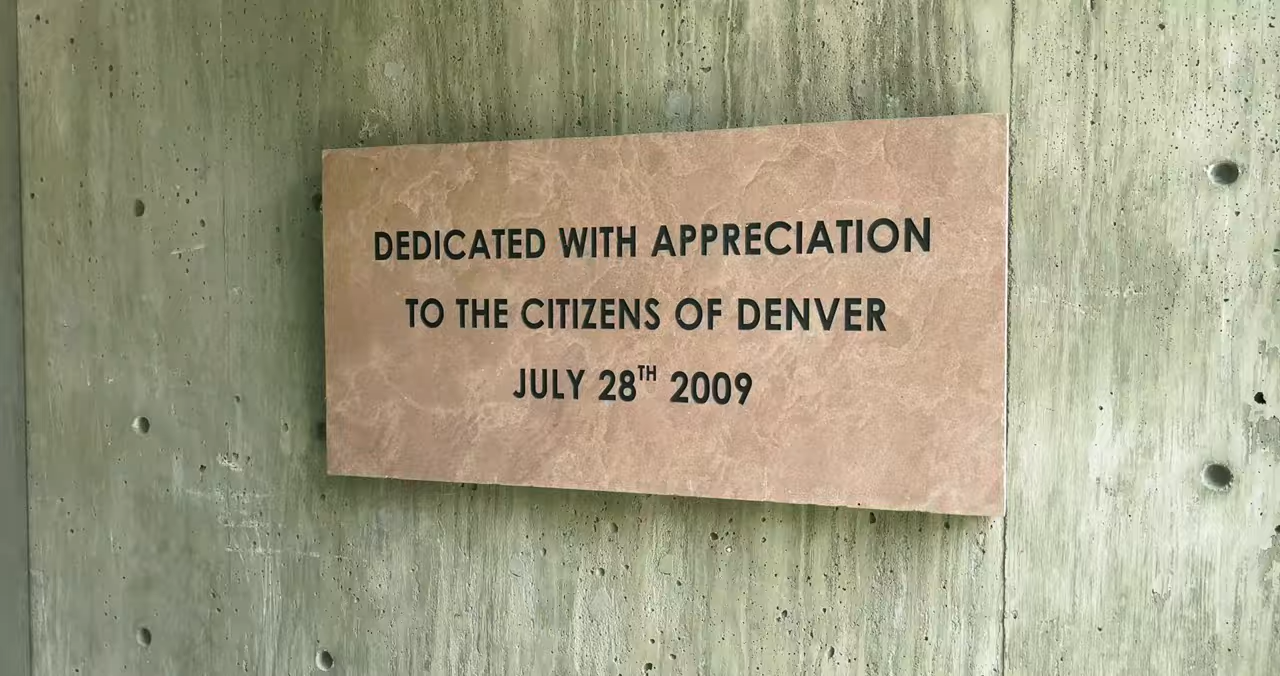 DEDICATED WITH APPRECIATION
TO THE CITIZENS OF DENVER
JULY 28TH 2009